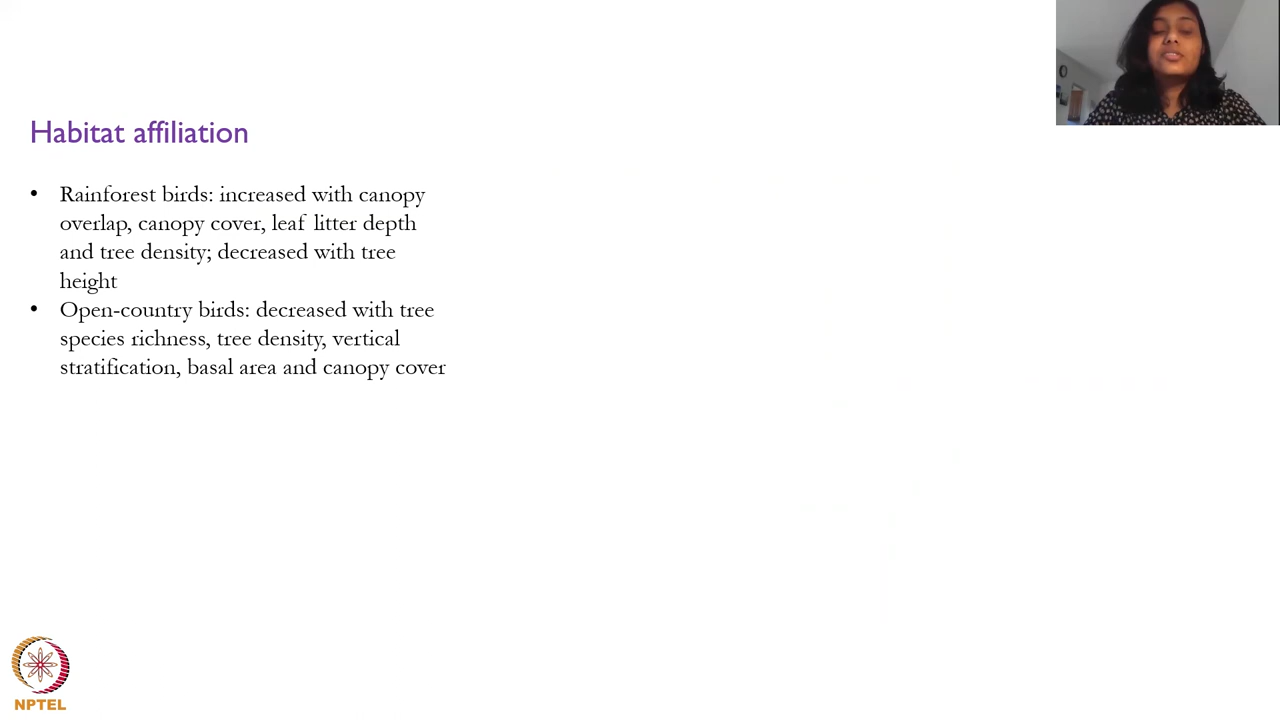 Habitat affiliation
• Rainforest birds: increased with canopy
overlap, canopy cover, leaf litter depth
and tree density; decreased with tree
height
• Open-country birds: decreased with tree
species richness, tree density, vertical
stratification, basal area and canopy cover
NPTEL